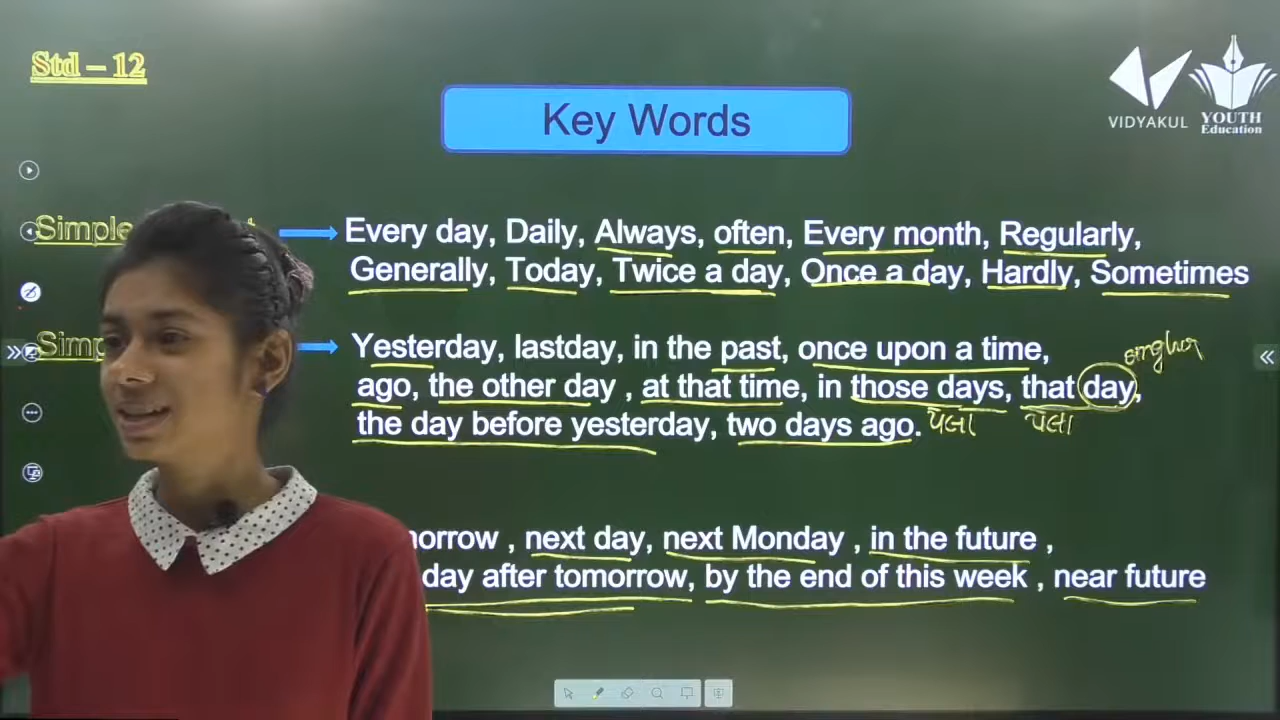 Std – 12
VIDYAKUL
YOUTH
Education
Key Words
Simple
Every day, Daily, Always, often, Every month, Regularly,
Generally, Today, Twice a day, Once a day, Hardly, Sometimes
Yesterday, lastday, in the past, once upon a time,
ago, the other day , at that time, in those days, that day,
the day before yesterday, two days ago. પેલા પેલા
next day, next Monday , in the future ,
day after tomorrow, by the end of this week , near future